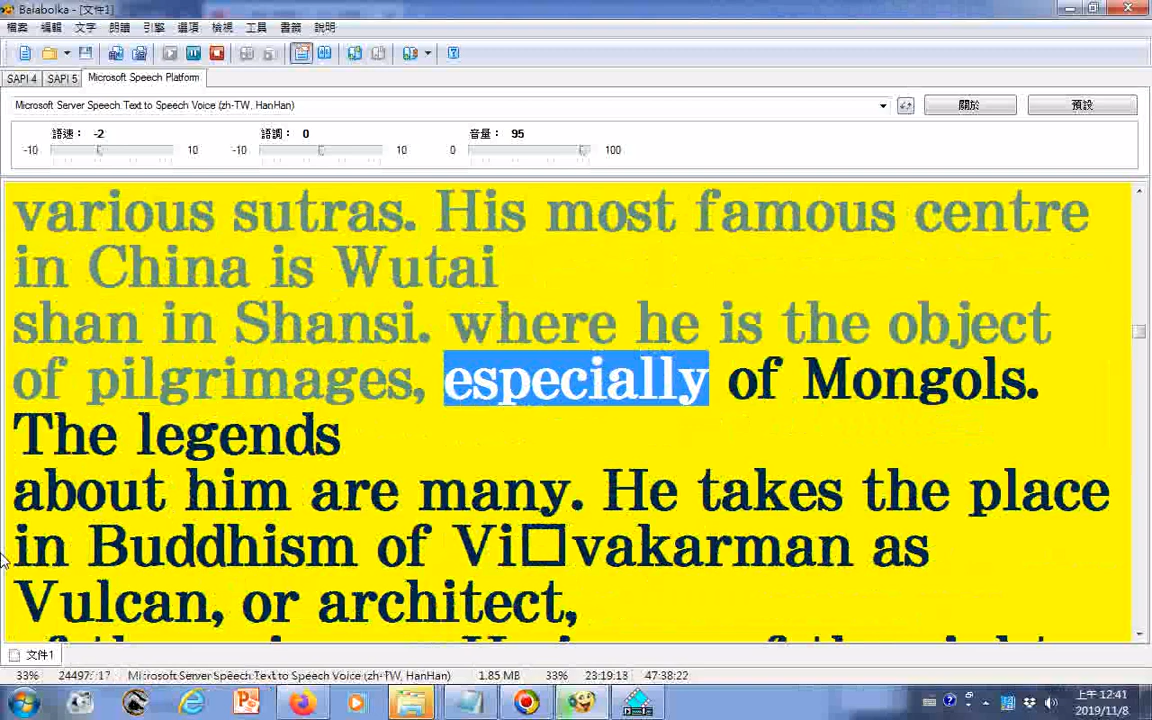 Balabolka - [文件1]
檔案 編輯 文字 朗讀 引擎 選項 檢視 工具 書籤 說明
SAPI 4 SAPI 5 Microsoft Speech Platform
Microsoft Server Speech Text to Speech Voice (zh-TW, HanHan) 關於 預設
語速: -2 語調: 0 音量: 95
-10 10 -10 10 0 100
various sutras. His most famous centre
in China is Wutai
shan in Shansi. where he is the object
of pilgrimages, especially of Mongols.
The legends
about him are many. He takes the place
in Buddhism of Vi□vakarman as
Vulcan, or architect,
文件1
33% Microsoft Server Speech Text to Speech Voice (zh-TW, HanHan) 1.85 MB 33% 23:19:13 47:38:22
上午 12:41
2019/11/8